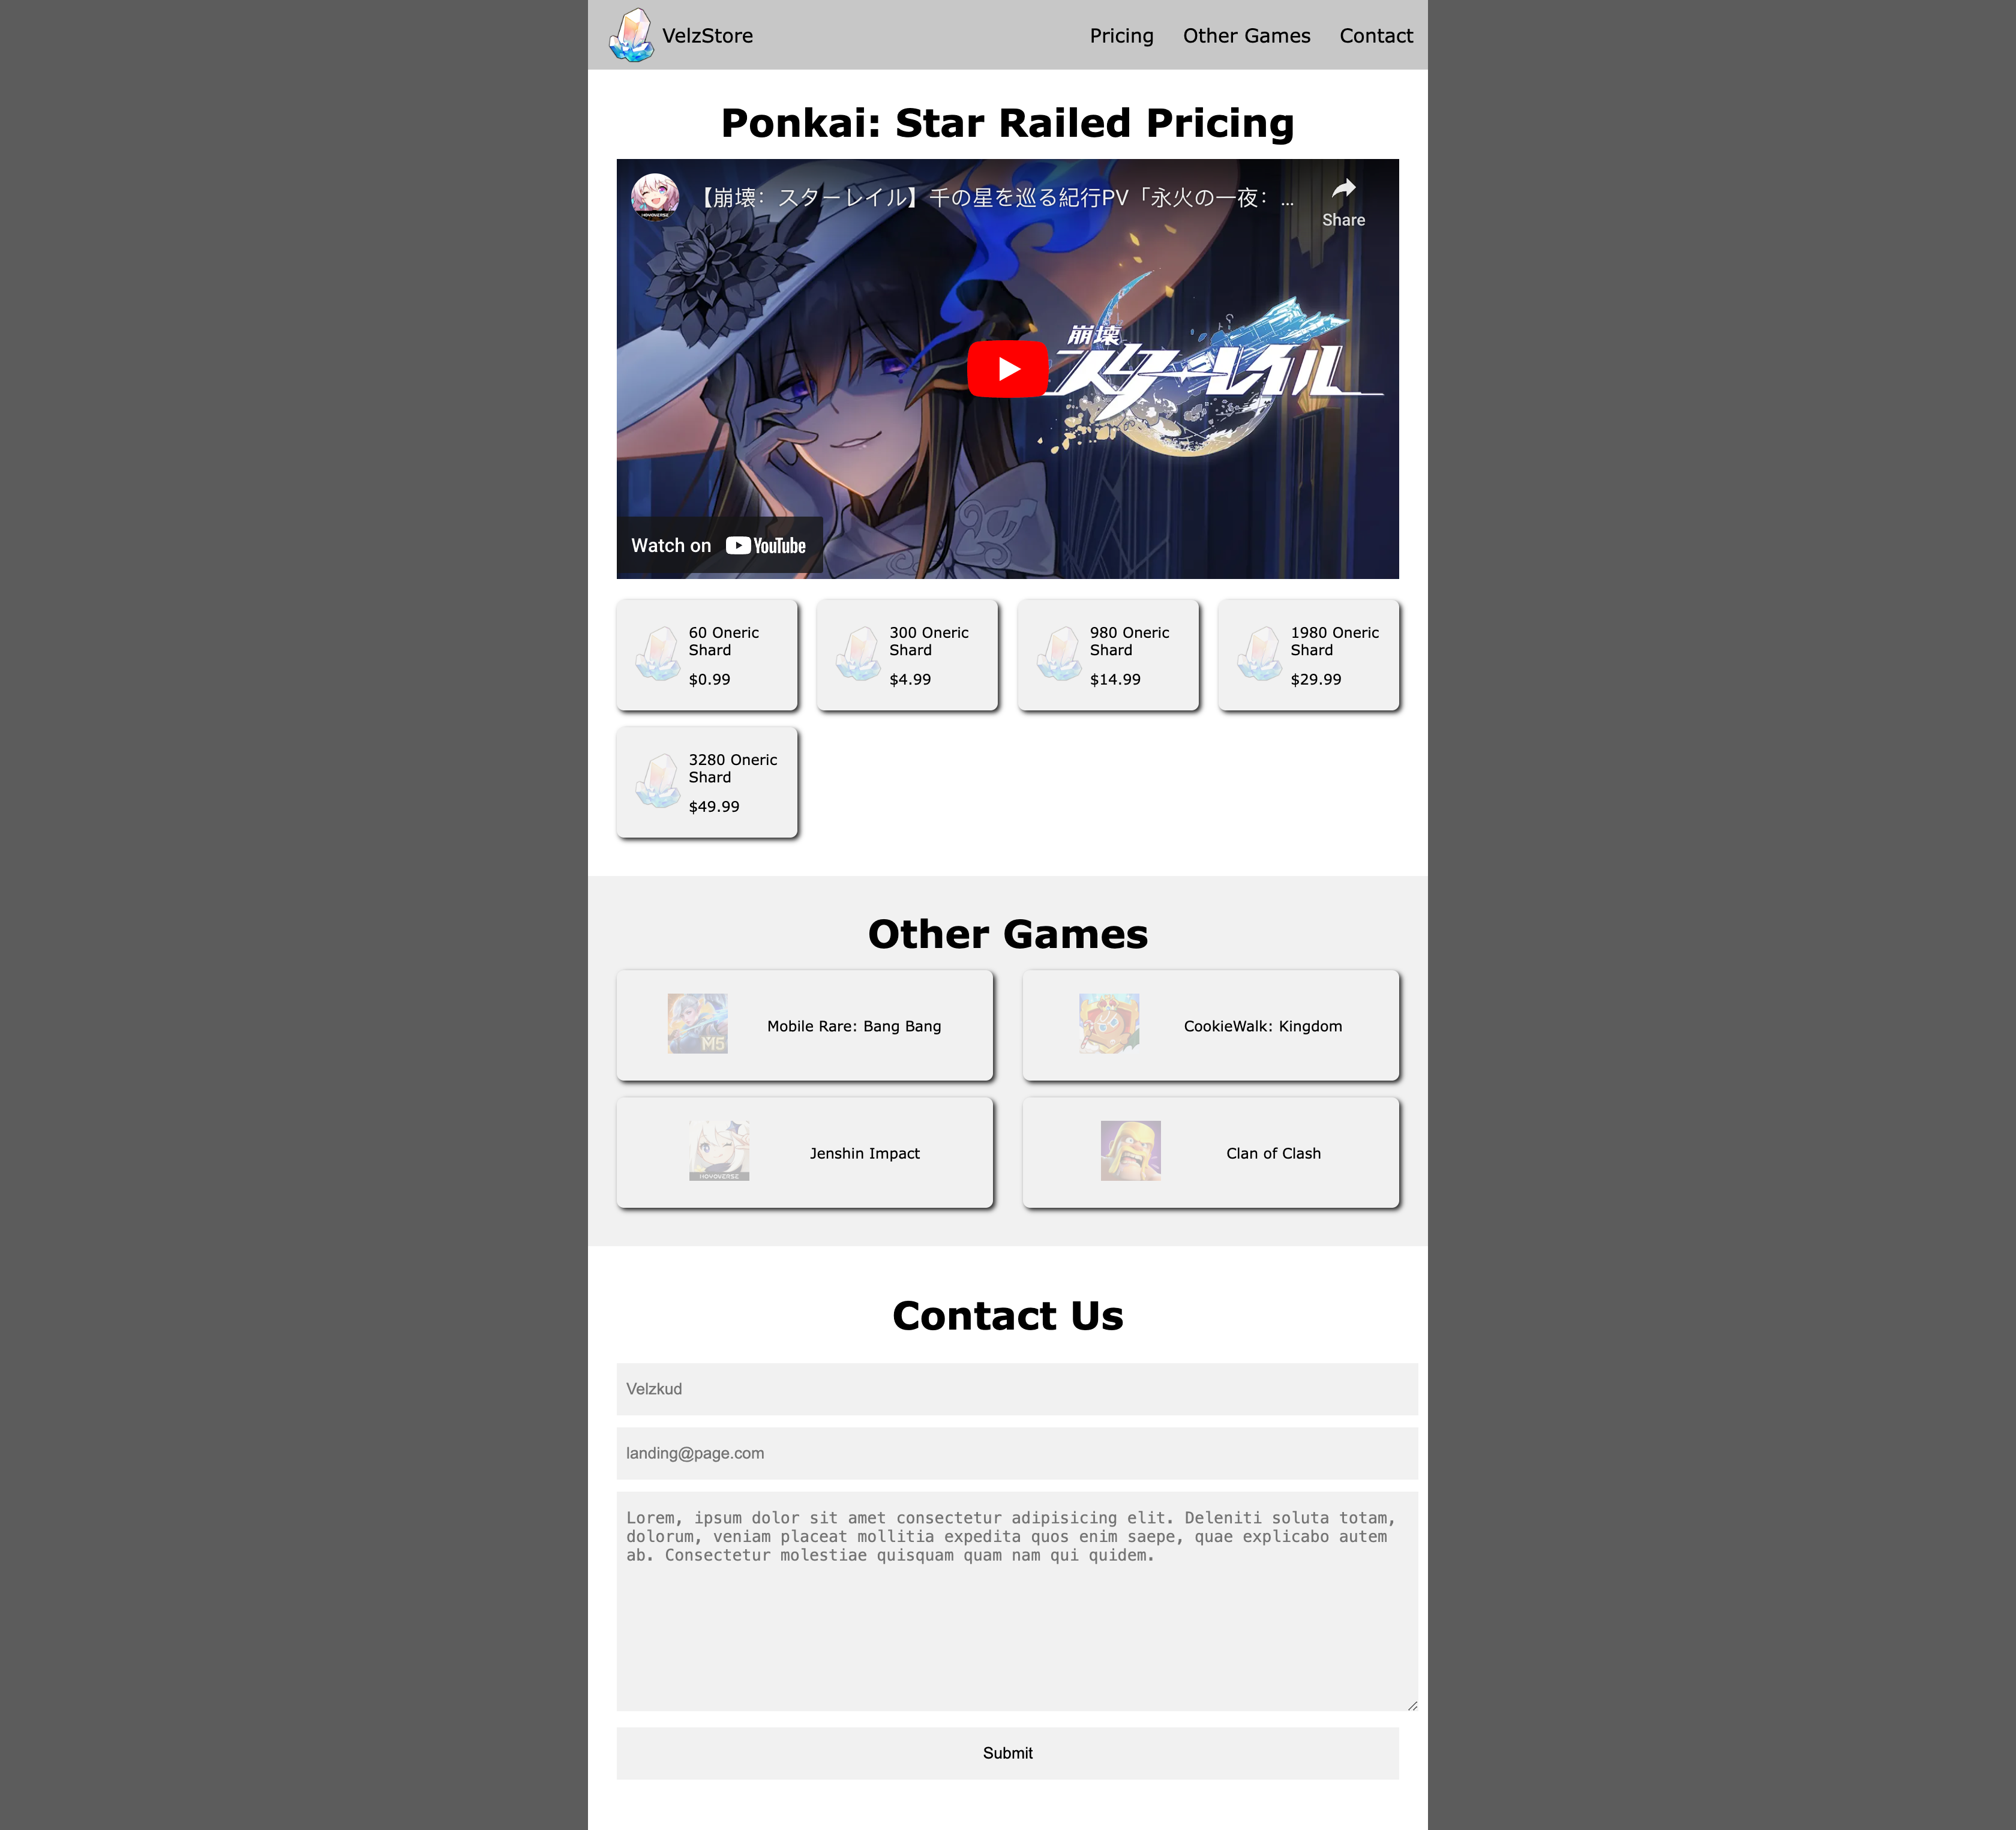 VelzStore
Pricing
Other Games
Contact
Ponkai: Star Railed Pricing
【崩壊：スターレイル】千の星を巡る紀行PV「永火の一夜：...
Share
HOYOVERSE
崩壊
スターレイル
Watch on YouTube
60 Oneric
Shard
$0.99
300 Oneric
Shard
$4.99
980 Oneric
Shard
$14.99
1980 Oneric
Shard
$29.99
3280 Oneric
Shard
$49.99
Other Games
M5
Mobile Rare: Bang Bang
CookieWalk: Kingdom
HOYOVERSE
Jenshin Impact
Clan of Clash
Contact Us
Velzkud
landing@page.com
Lorem, ipsum dolor sit amet consectetur adipisicing elit. Deleniti soluta totam,
dolorum, veniam placeat mollitia expedita quos enim saepe, quae explicabo autem
ab. Consectetur molestiae quisquam quam nam qui quidem.
Submit